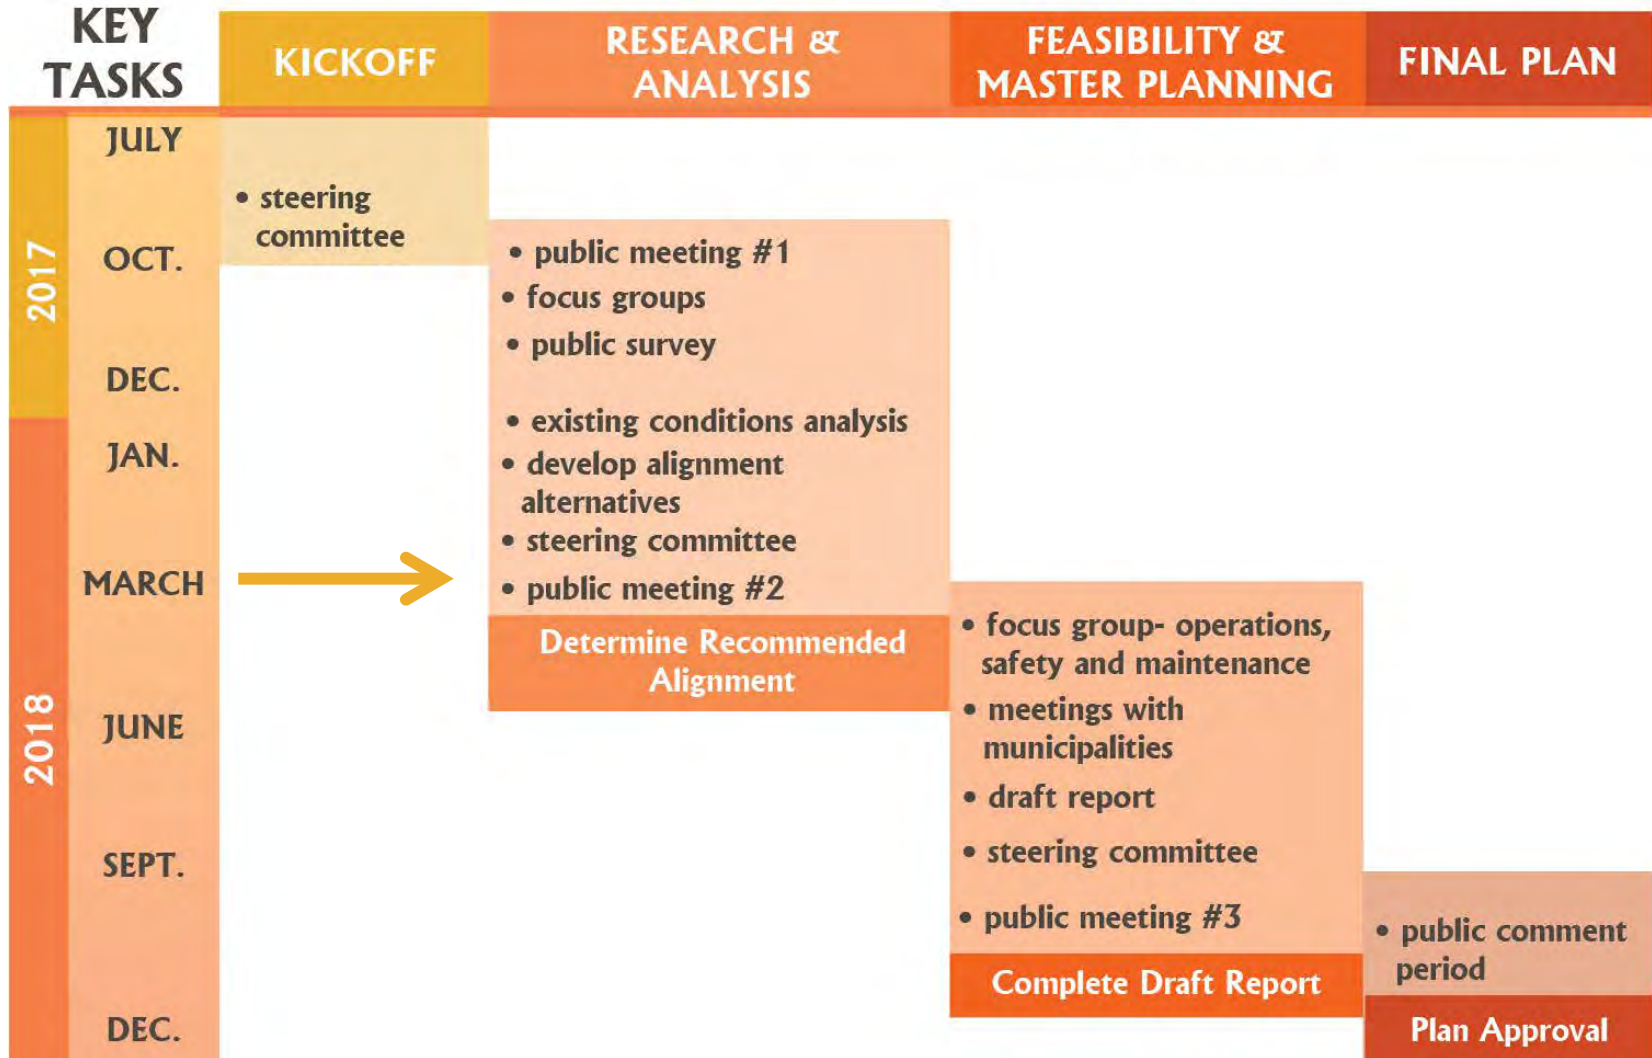 KEY
TASKS
KICKOFF
RESEARCH &
ANALYSIS
FEASIBILITY &
MASTER PLANNING
FINAL PLAN
2017
JULY
OCT.
DEC.
2018
JAN.
MARCH
JUNE
SEPT.
DEC.
• steering
committee
• public meeting #1
• focus groups
• public survey
• existing conditions analysis
• develop alignment
alternatives
• steering committee
• public meeting #2
Determine Recommended
Alignment
• focus group- operations,
safety and maintenance
• meetings with
municipalities
• draft report
• steering committee
• public meeting #3
Complete Draft Report
• public comment
period
Plan Approval